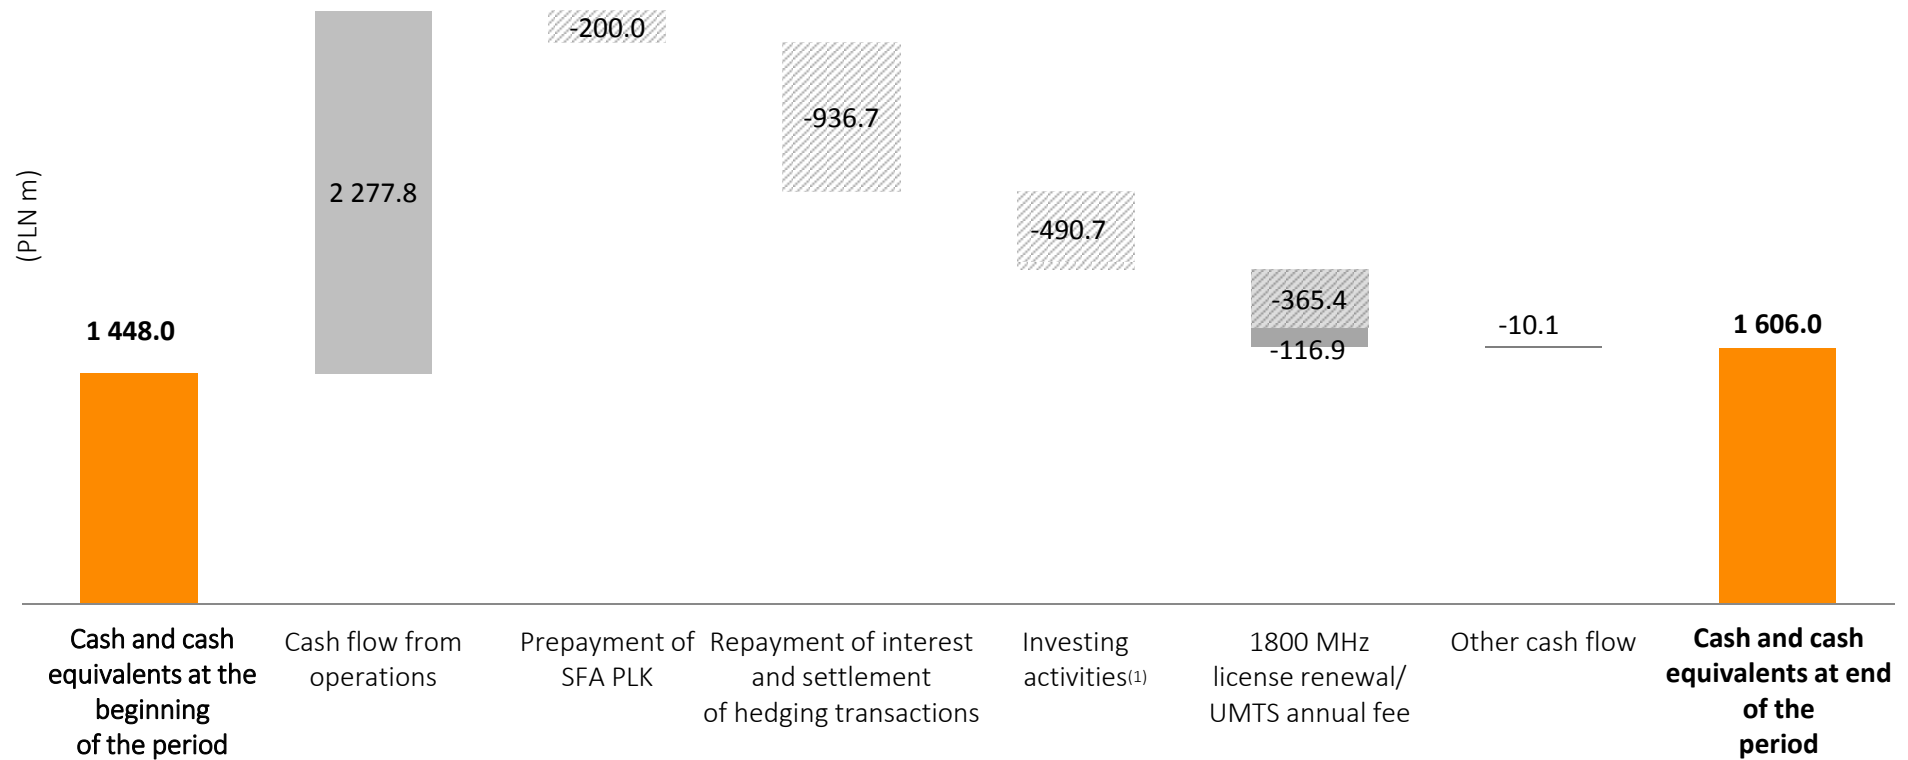 (PLN m)
1 448.0
2 277.8
-200.0
-936.7
-490.7
-365.4
-116.9
-10.1
1 606.0
Cash and cash
equivalents at the
beginning
of the period
Cash flow from
operations
Prepayment of
SFA PLK
Repayment of interest
and settlement
of hedging transactions
Investing
activities(1)
1800 MHz
license renewal/
UMTS annual fee
Other cash flow
Cash and cash
equivalents at end
of the
period